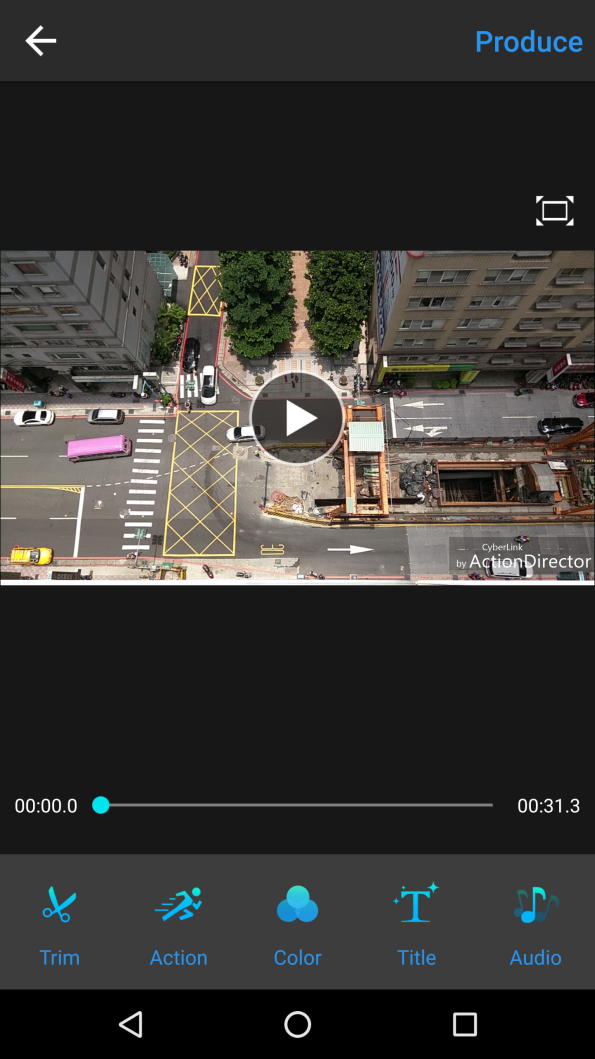 Produce
CyberLink
by ActionDirector
00:00.0
00:31.3
Trim
Action
Color
Title
Audio